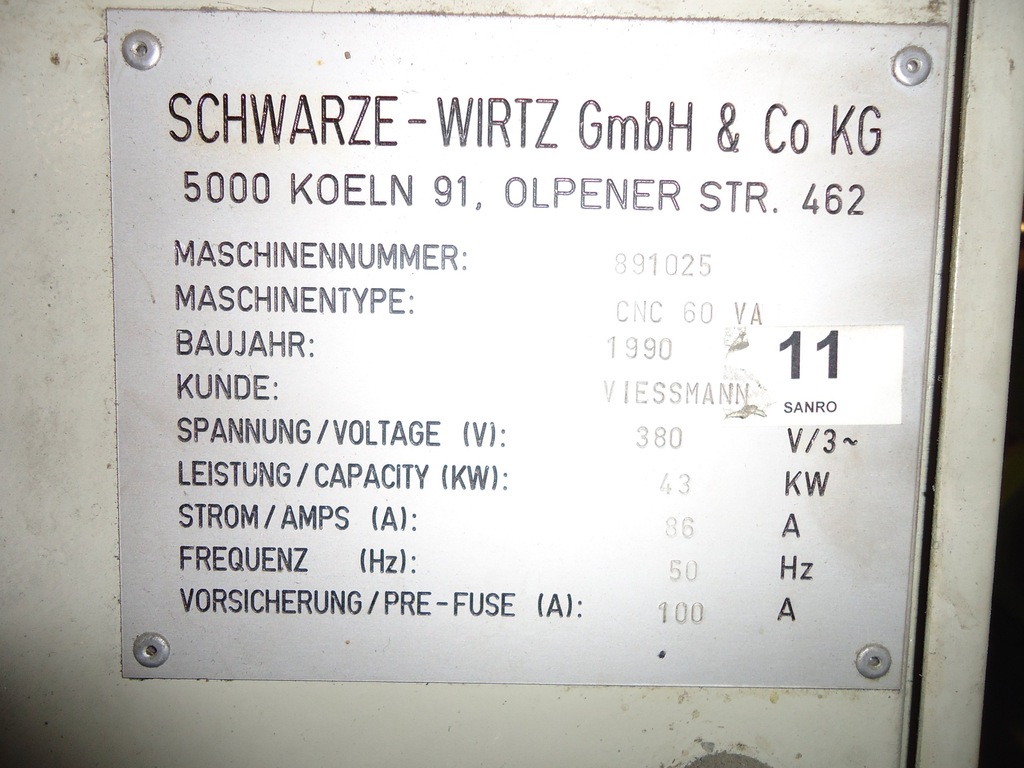 SCHWARZE-WIRTZ GmbH & Co KG
5000 KOELN 91, OLPENER STR. 462
MASCHINENNUMMER: 891025
MASCHINENTYPE: CNC 60 VA
BAUJAHR: 1990
11
KUNDE: VIESSMANN
SANRO
SPANNUNG/VOLTAGE (V): 380 V/3~
LEISTUNG/CAPACITY (KW): 43 KW
STROM/AMPS (A): 86 A
FREQUENZ (Hz): 50 Hz
VORSICHERUNG/PRE-FUSE (A): 100 A